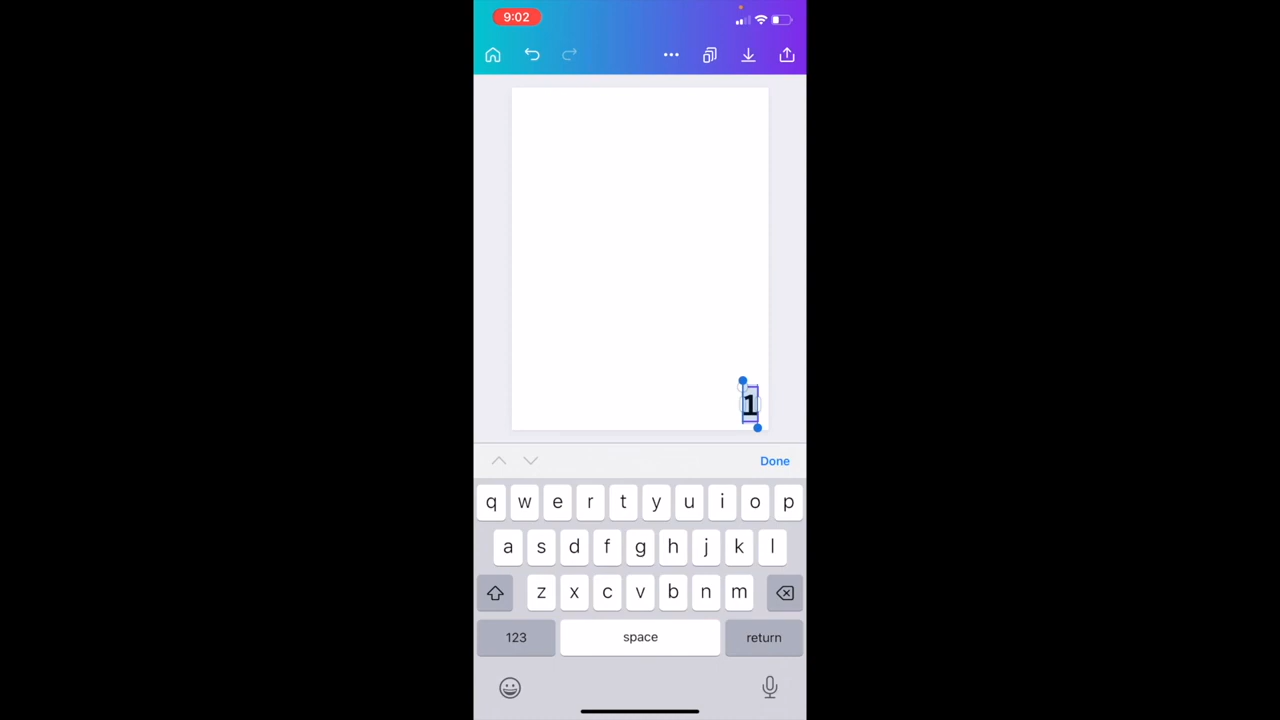 9:02
1
Done
q w e r t y u i o p
a s d f g h j k l
z x c v b n m
123 space return